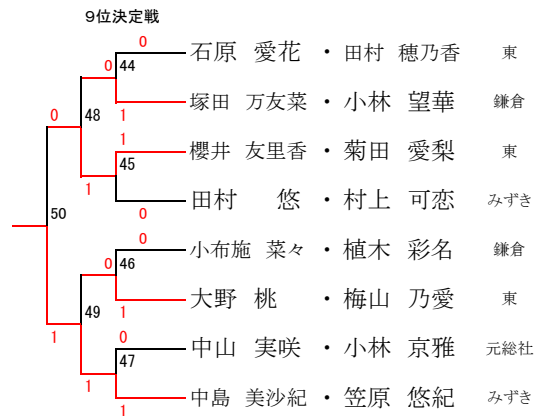 9位決定戦
0
石原 愛花 ・ 田村 穂乃香 東
0 44
塚田 万友菜 ・ 小林 望華 鎌倉
1
0 48
1
櫻井 友里香 ・ 菊田 愛梨 東
45
1
田村 悠 ・ 村上 可恋 みずき
0
50
0
小布施 菜々 ・ 植木 彩名 鎌倉
0 46
大野 桃 ・ 梅山 乃愛 東
1
49
1
0
中山 実咲 ・ 小林 京雅 元総社
47
1
中島 美沙紀 ・ 笠原 悠紀 みずき
1